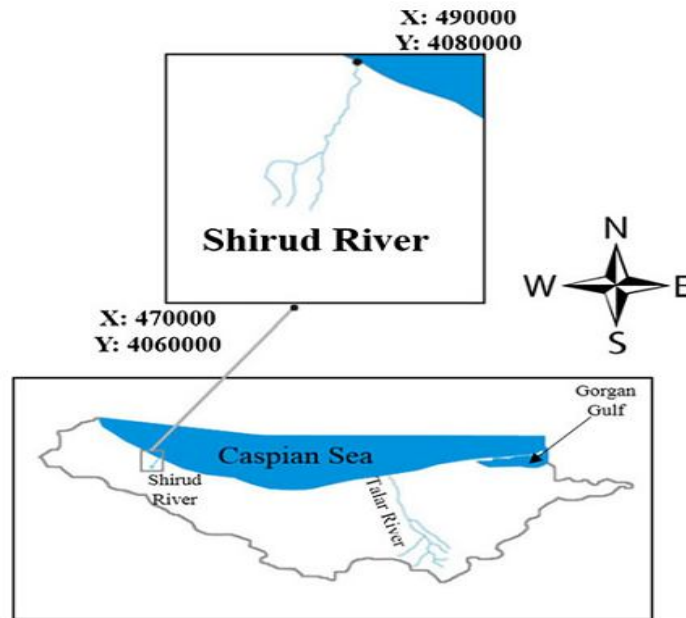 X: 490000
Y: 4080000
Shirud River
N
W
E
S
X: 470000
Y: 4060000
Gorgan
Gulf
Caspian Sea
Shirud
River
Talar River